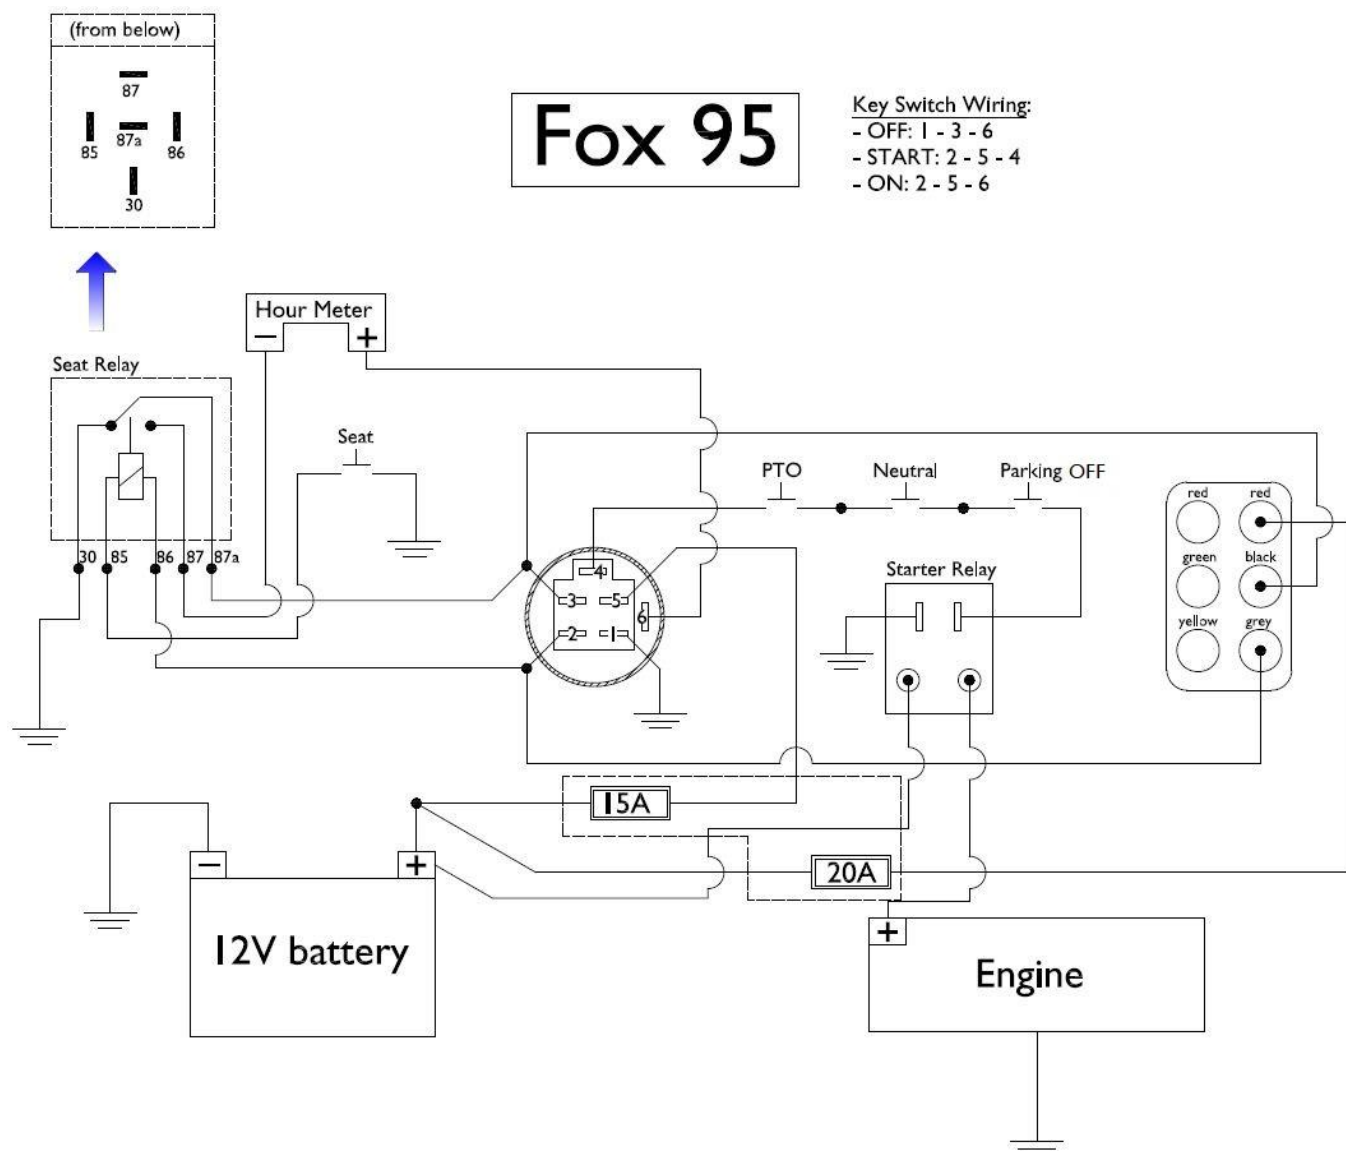 (from below)
87
85
87a
86
30
Fox 95
Key Switch Wiring:
- OFF: 1 - 3 - 6
- START: 2 - 5 - 4
- ON: 2 - 5 - 6
Hour Meter
− +
Seat Relay
Seat
PTO
Neutral
Parking OFF
red red
green black
yellow grey
30 85 86 87 87a
Starter Relay
4
3 5
6
2 1
15A
20A
− +
12V battery
+
Engine